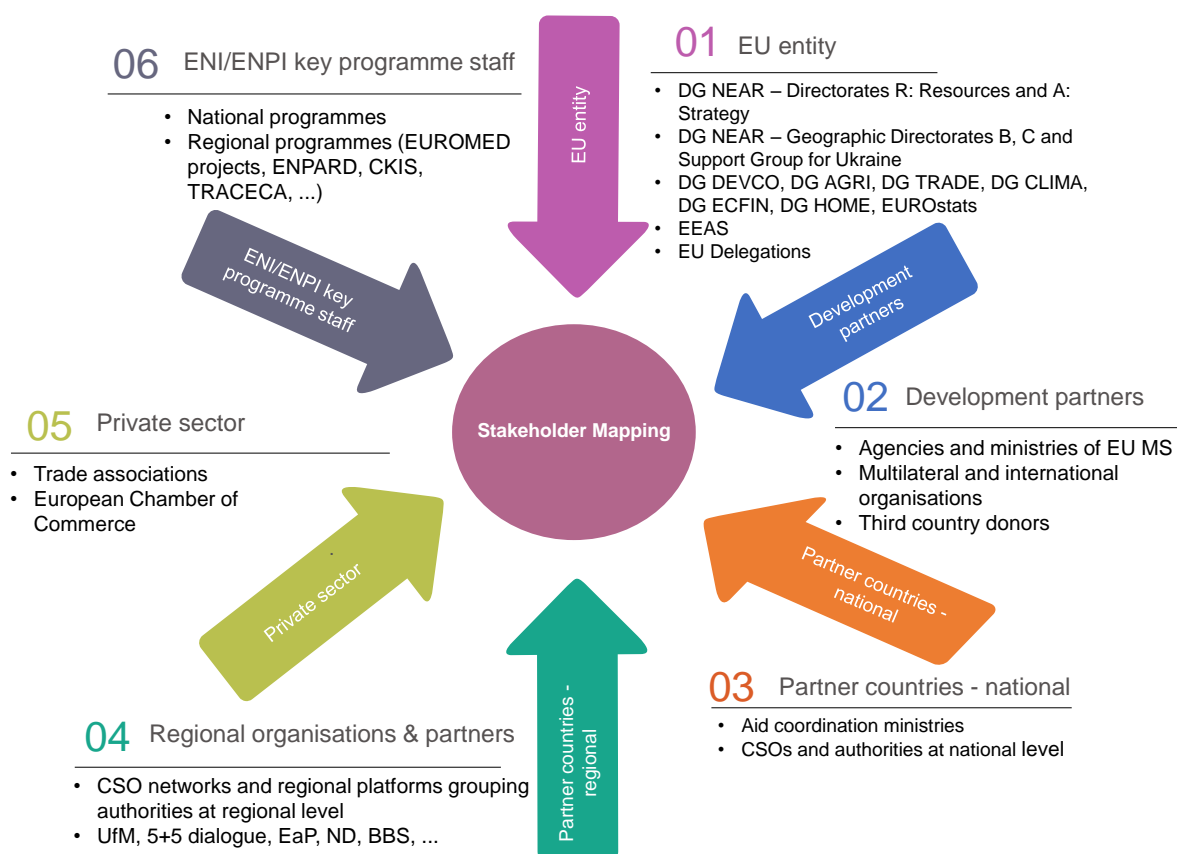 06 ENI/ENPI key programme staff
• National programmes
• Regional programmes (EUROMED
projects, ENPARD, CKIS,
TRACECA, ...)
EU entity
01 EU entity
• DG NEAR – Directorates R: Resources and A:
Strategy
• DG NEAR – Geographic Directorates B, C and
Support Group for Ukraine
• DG DEVCO, DG AGRI, DG TRADE, DG CLIMA,
DG ECFIN, DG HOME, EUROstats
• EEAS
• EU Delegations
ENI/ENPI key
programme staff
Development
partners
Stakeholder Mapping
05 Private sector
• Trade associations
• European Chamber of
Commerce
02 Development partners
• Agencies and ministries of EU MS
• Multilateral and international
organisations
• Third country donors
Private sector
Partner countries -
national
04 Regional organisations & partners
• CSO networks and regional platforms grouping
authorities at regional level
• UfM, 5+5 dialogue, EaP, ND, BBS, ...
Partner countries -
regional
03 Partner countries - national
• Aid coordination ministries
• CSOs and authorities at national level